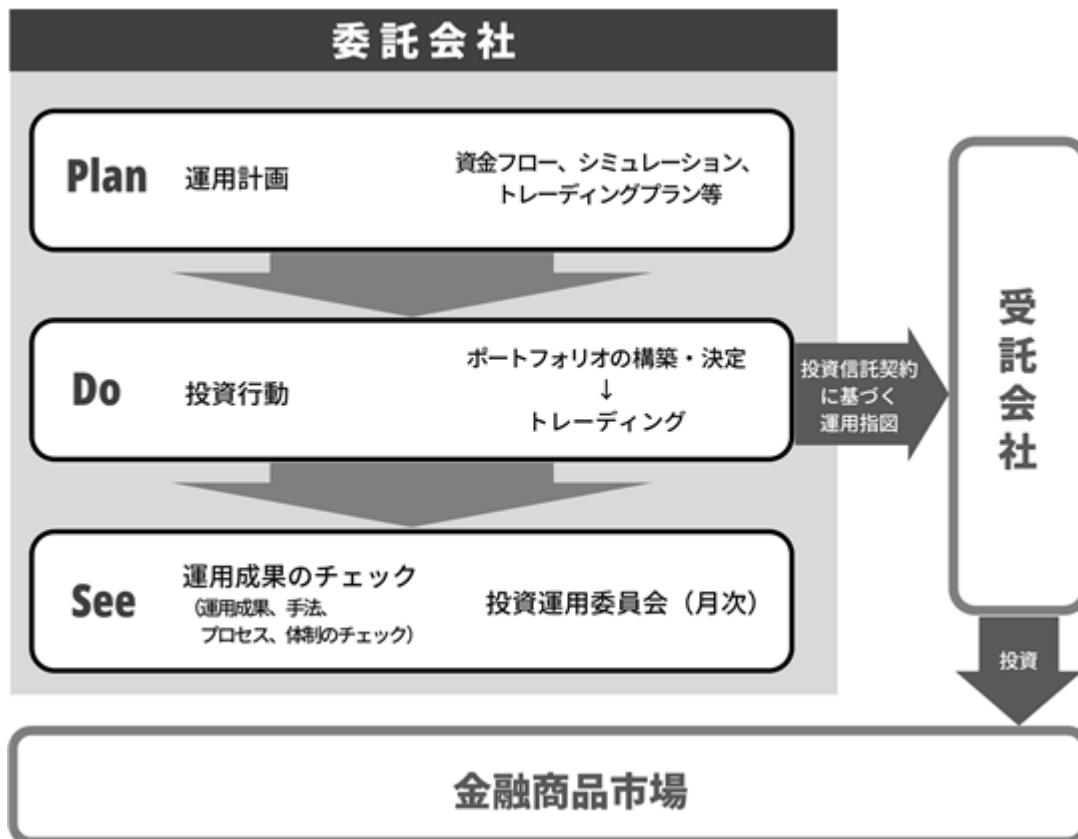 委託会社
Plan
運用計画
資金フロー、シミュレーション、
トレーディングプラン等
Do
投資行動
ポートフォリオの構築・決定
↓
トレーディング
投資信託契約
に基づく
運用指図
受託会社
See
運用成果のチェック
(運用成果、手法、
プロセス、体制のチェック)
投資運用委員会（月次）
投資
金融商品市場